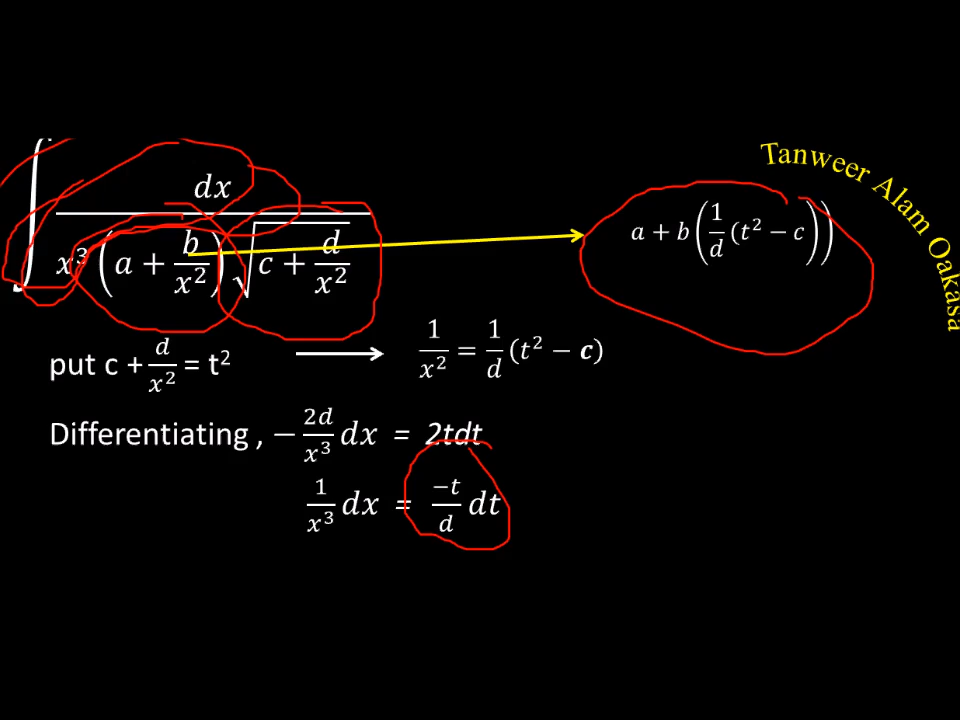 Tanweer Alam Oakasa
∫ dx / (x³ (a + b/x²) √(c + d/x²))
a + b(1/d (t² − c))
put c + d/x² = t² → 1/x² = 1/d (t² − c)
Differentiating , − 2d/x³ dx = 2tdt
1/x³ dx = −t/d dt